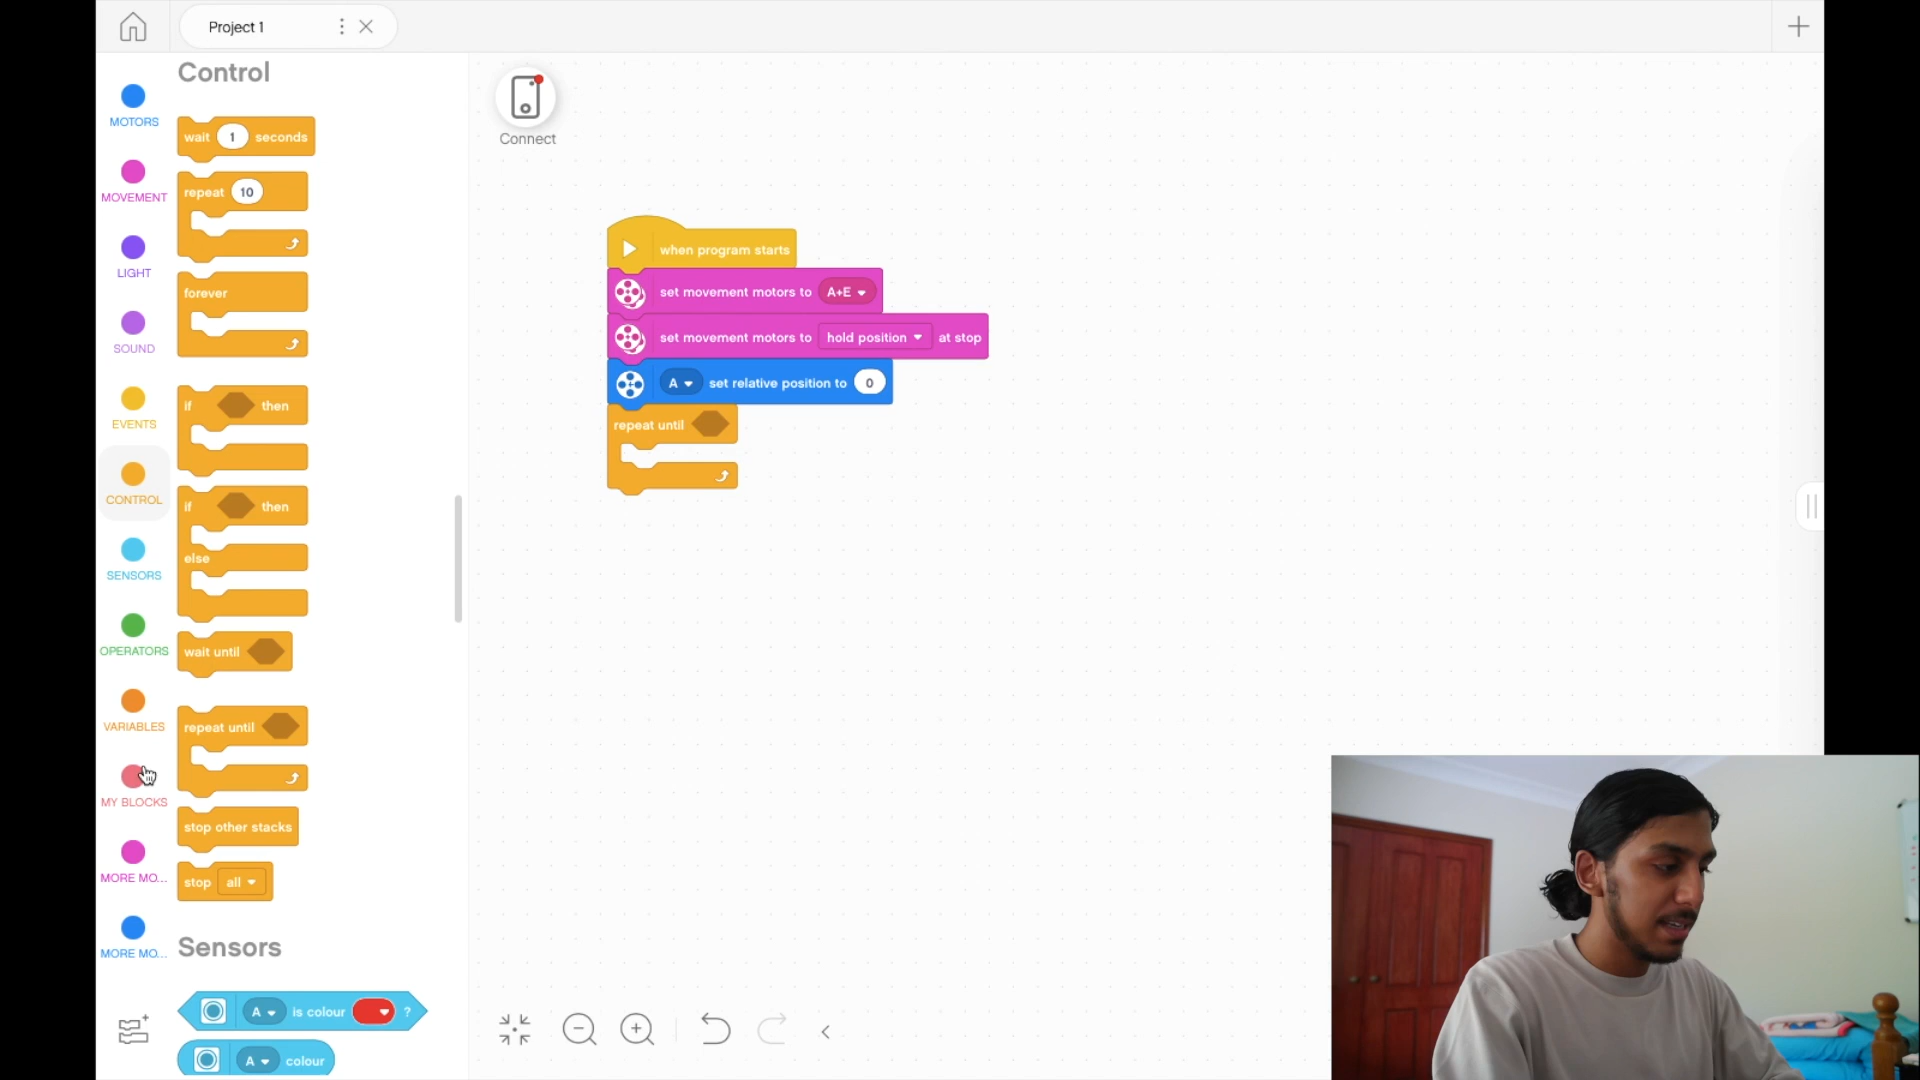 Project 1
MOTORS
MOVEMENT
LIGHT
SOUND
EVENTS
CONTROL
SENSORS
OPERATORS
VARIABLES
MY BLOCKS
MORE MO...
MORE MO...
Control
wait 1 seconds
repeat 10
forever
if then
if then
else
wait until
repeat until
stop other stacks
stop all
Sensors
A is colour ?
A colour
Connect
when program starts
set movement motors to A+E
set movement motors to hold position at stop
A set relative position to 0
repeat until